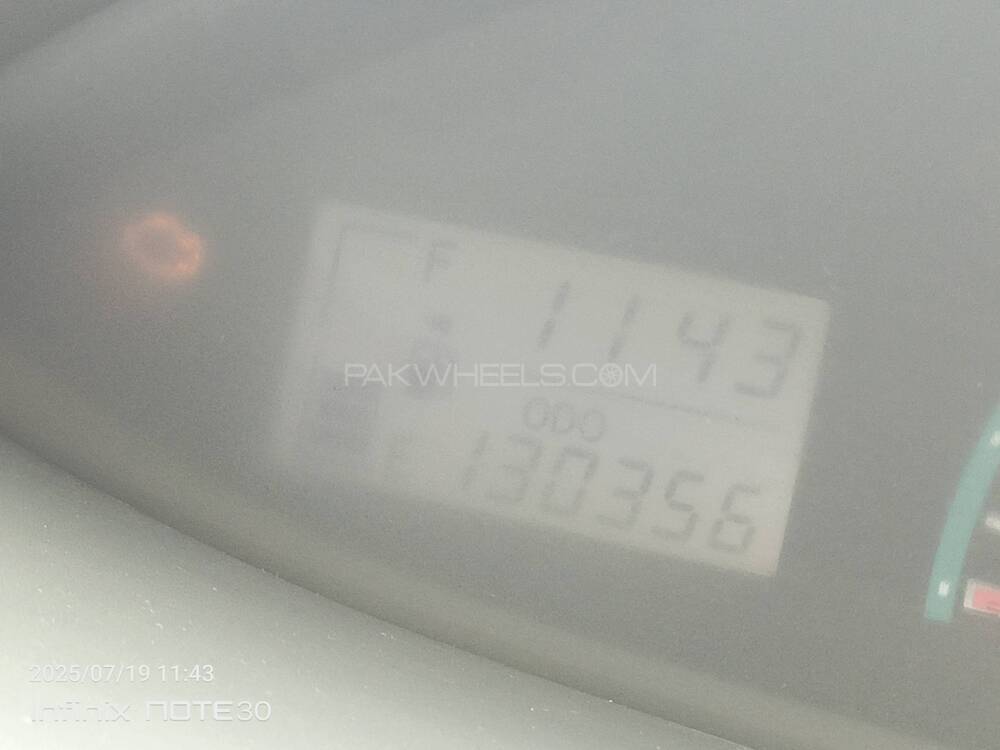 F 1143
PAKWHEELS.COM
ODO
E 130356
2025/07/19 11:43
Infinix NOTE30